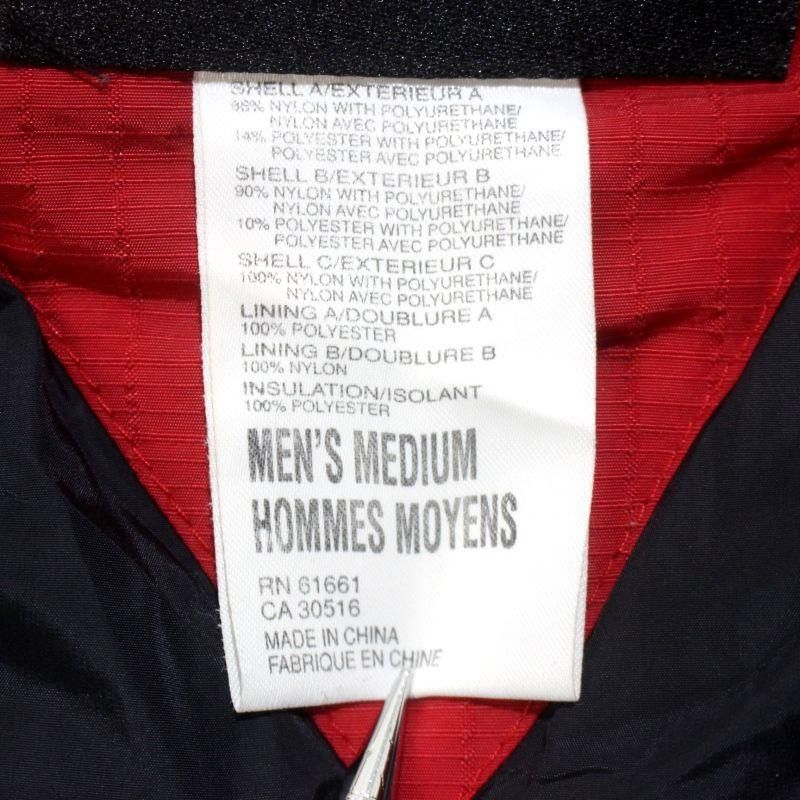 SHELL A/EXTERIEUR A
NYLON WITH POLYURETHANE/
NYLON AVEC POLYURETHANE
14% POLYESTER WITH POLYURETHANE/
POLYESTER AVEC POLYURETHANE
SHELL B/EXTERIEUR B
90% NYLON WITH POLYURETHANE/
NYLON AVEC POLYURETHANE
10% POLYESTER WITH POLYURETHANE/
POLYESTER AVEC POLYURETHANE
SHELL C/EXTERIEUR C
100% NYLON WITH POLYURETHANE/
NYLON AVEC POLYURETHANE
LINING A/DOUBLURE A
100% POLYESTER
LINING B/DOUBLURE B
100% NYLON
INSULATION/ISOLANT
100% POLYESTER
MEN'S MEDIUM
HOMMES MOYENS
RN 61661
CA 30516
MADE IN CHINA
FABRIQUE EN CHINE